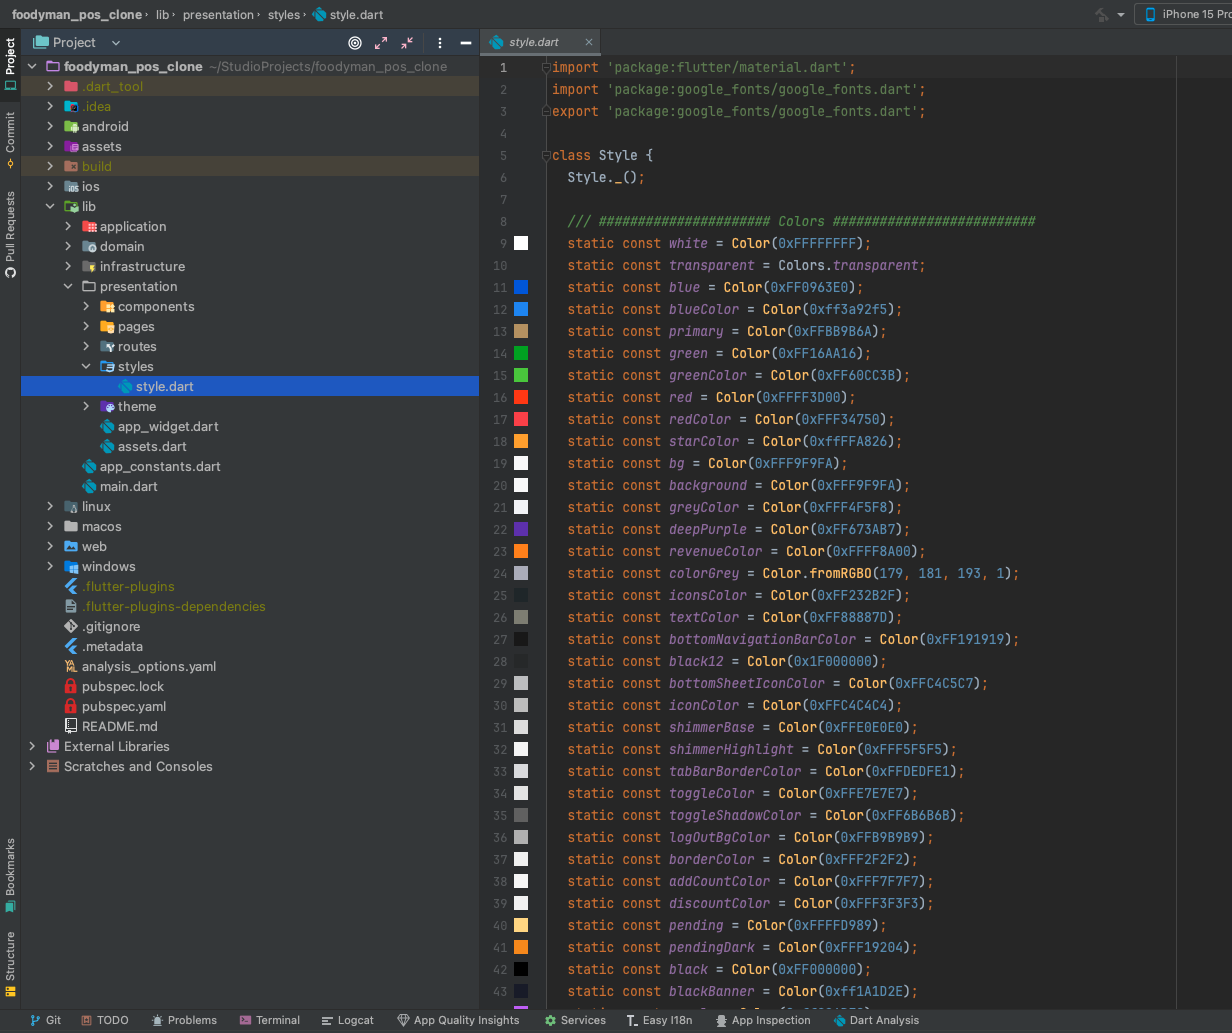 foodyman_pos_clone › lib › presentation › styles › style.dart
iPhone 15 Pro
Project
Commit
Pull Requests
Bookmarks
Structure
Project
foodyman_pos_clone ~/StudioProjects/foodyman_pos_clone
.dart_tool
.idea
android
assets
build
ios
lib
application
domain
infrastructure
presentation
components
pages
routes
styles
style.dart
theme
app_widget.dart
assets.dart
app_constants.dart
main.dart
linux
macos
web
windows
.flutter-plugins
.flutter-plugins-dependencies
.gitignore
.metadata
analysis_options.yaml
pubspec.lock
pubspec.yaml
README.md
External Libraries
Scratches and Consoles
style.dart
1 import 'package:flutter/material.dart';
2 import 'package:google_fonts/google_fonts.dart';
3 export 'package:google_fonts/google_fonts.dart';
4
5 class Style {
6 Style._();
7
8 /// ###################### Colors ##########################
9 static const white = Color(0xFFFFFFFF);
10 static const transparent = Colors.transparent;
11 static const blue = Color(0xFF0963E0);
12 static const blueColor = Color(0xff3a92f5);
13 static const primary = Color(0xFFBB9B6A);
14 static const green = Color(0xFF16AA16);
15 static const greenColor = Color(0xFF60CC3B);
16 static const red = Color(0xFFFF3D00);
17 static const redColor = Color(0xFFF34750);
18 static const starColor = Color(0xffFFA826);
19 static const bg = Color(0xFFF9F9FA);
20 static const background = Color(0xFFF9F9FA);
21 static const greyColor = Color(0xFFF4F5F8);
22 static const deepPurple = Color(0xFF673AB7);
23 static const revenueColor = Color(0xFFFF8A00);
24 static const colorGrey = Color.fromRGBO(179, 181, 193, 1);
25 static const iconsColor = Color(0xFF232B2F);
26 static const textColor = Color(0xFF88887D);
27 static const bottomNavigationBarColor = Color(0xFF191919);
28 static const black12 = Color(0x1F000000);
29 static const bottomSheetIconColor = Color(0xFFC4C5C7);
30 static const iconColor = Color(0xFFC4C4C4);
31 static const shimmerBase = Color(0xFFE0E0E0);
32 static const shimmerHighlight = Color(0xFFF5F5F5);
33 static const tabBarBorderColor = Color(0xFFDEDFE1);
34 static const toggleColor = Color(0xFFE7E7E7);
35 static const toggleShadowColor = Color(0xFF6B6B6B);
36 static const logOutBgColor = Color(0xFFB9B9B9);
37 static const borderColor = Color(0xFFF2F2F2);
38 static const addCountColor = Color(0xFFF7F7F7);
39 static const discountColor = Color(0xFFF3F3F3);
40 static const pending = Color(0xFFFFD989);
41 static const pendingDark = Color(0xFFF19204);
42 static const black = Color(0xFF000000);
43 static const blackBanner = Color(0xff1A1D2E);
Git
TODO
Problems
Terminal
Logcat
App Quality Insights
Services
Easy I18n
App Inspection
Dart Analysis